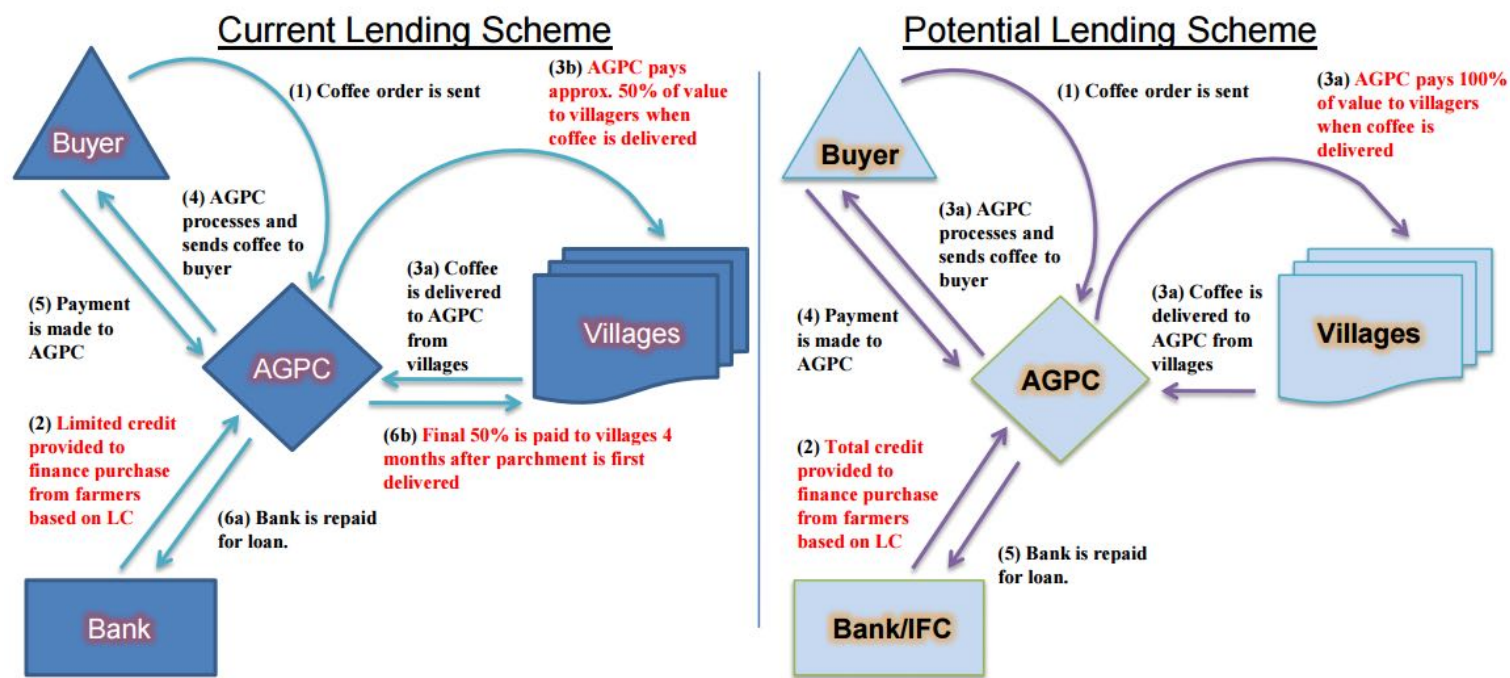 Current Lending Scheme
(1) Coffee order is sent
(3b) AGPC pays
approx. 50% of value
to villagers when
coffee is delivered
Buyer
(4) AGPC
processes and
sends coffee to
buyer
(5) Payment
is made to
AGPC
(3a) Coffee
is delivered
to AGPC
from
villages
Villages
AGPC
(2) Limited credit
provided to
finance purchase
from farmers
based on LC
(6b) Final 50% is paid to villages 4
months after parchment is first
delivered
(6a) Bank is repaid
for loan.
Bank
Potential Lending Scheme
(1) Coffee order is sent
(3a) AGPC pays 100%
of value to villagers
when coffee is
delivered
Buyer
(3a) AGPC
processes and
sends coffee to
buyer
(4) Payment
is made to
AGPC
(3a) Coffee is
delivered to
AGPC from
villages
Villages
AGPC
(2) Total credit
provided to
finance purchase
from farmers
based on LC
(5) Bank is repaid
for loan.
Bank/IFC